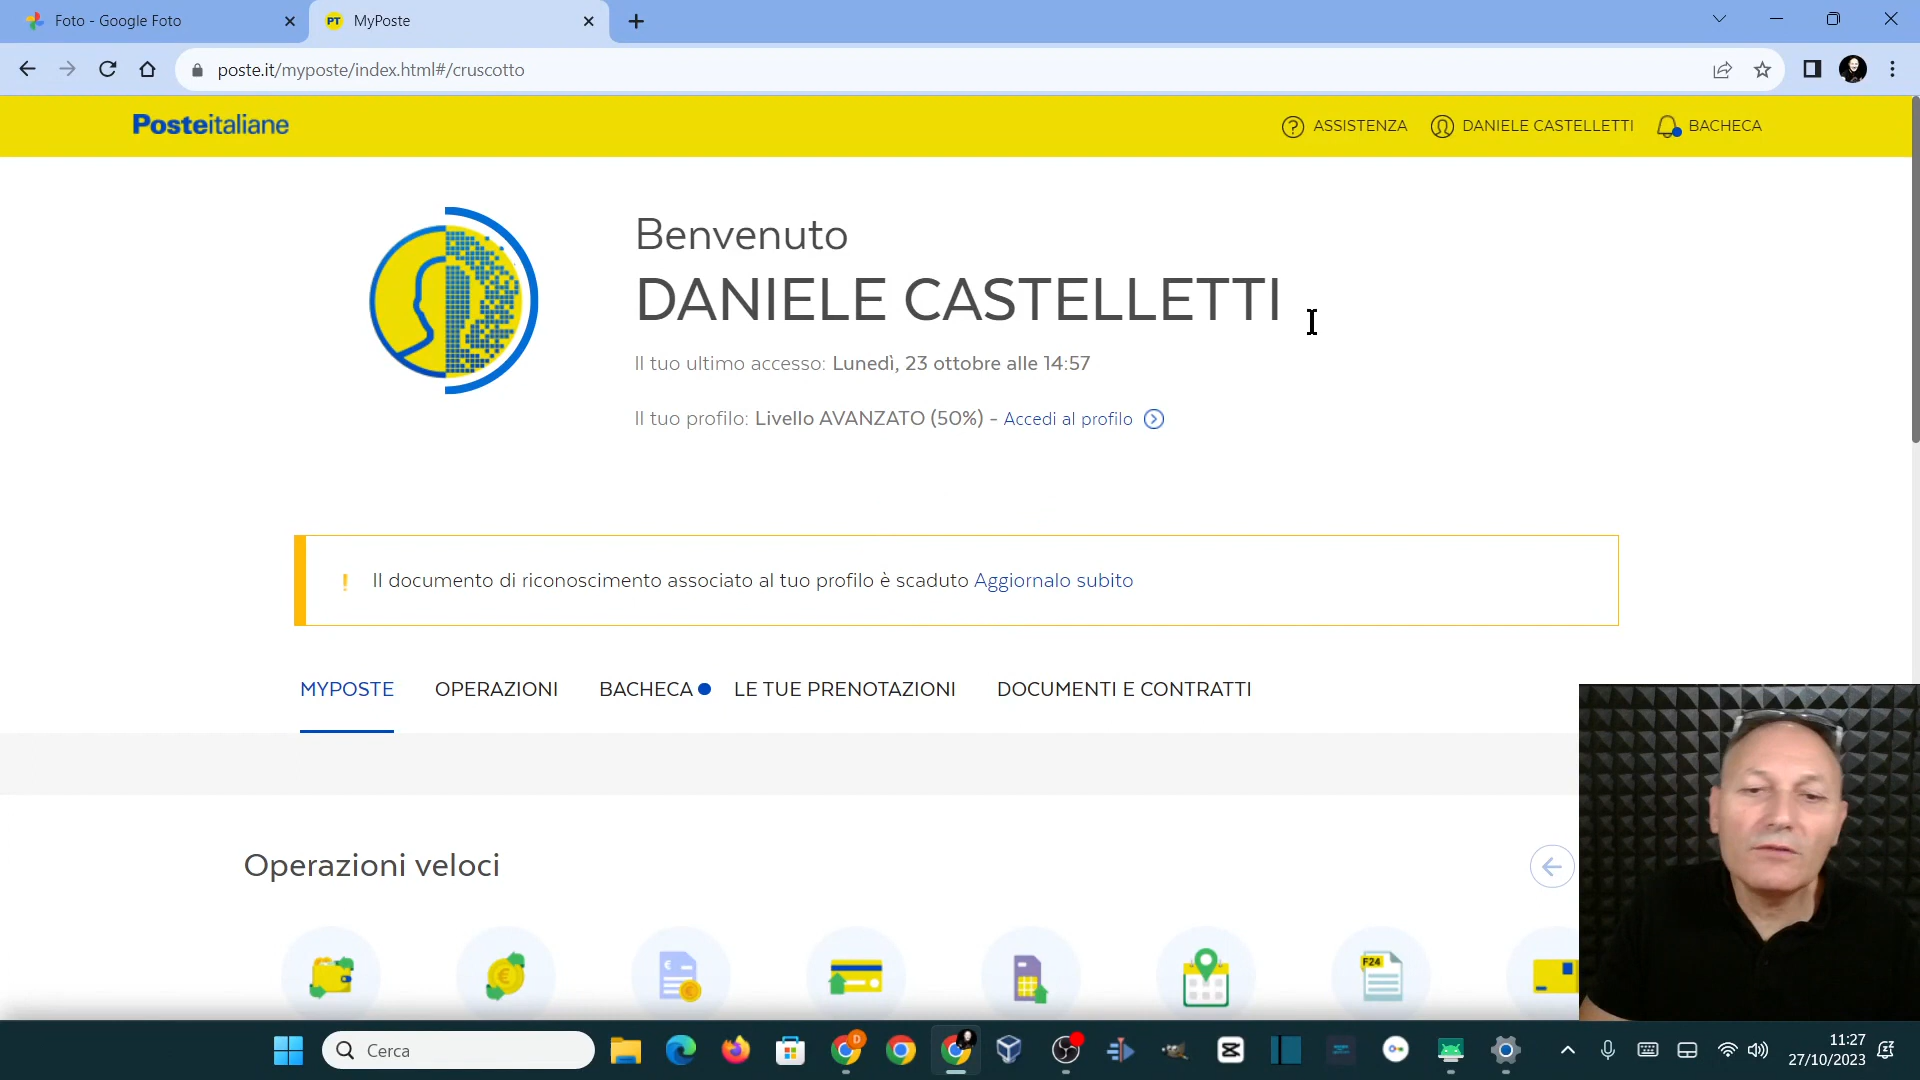 Foto - Google Foto
MyPoste
poste.it/myposte/index.html#/cruscotto
Posteitaliane
ASSISTENZA
DANIELE CASTELLETTI
BACHECA
Benvenuto
DANIELE CASTELLETTI
Il tuo ultimo accesso: Lunedì, 23 ottobre alle 14:57
Il tuo profilo: Livello AVANZATO (50%) - Accedi al profilo
Il documento di riconoscimento associato al tuo profilo è scaduto Aggiornalo subito
MYPOSTE
OPERAZIONI
BACHECA
LE TUE PRENOTAZIONI
DOCUMENTI E CONTRATTI
Operazioni veloci
F24
Cerca
11:27
27/10/2023